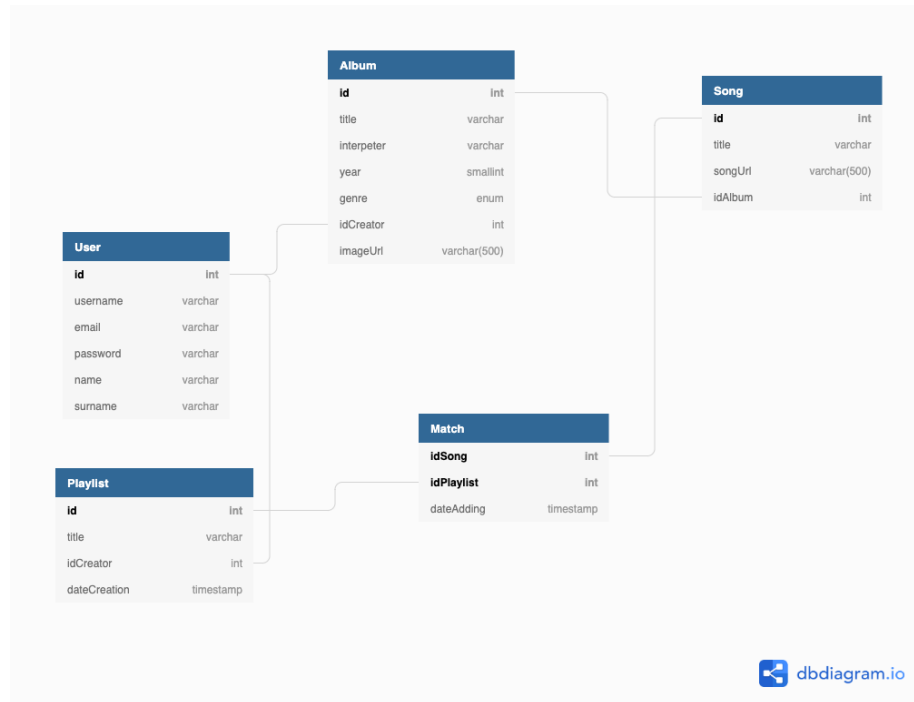 Album
id int
title varchar
interpeter varchar
year smallint
genre enum
idCreator int
imageUrl varchar(500)
Song
id int
title varchar
songUrl varchar(500)
idAlbum int
User
id int
username varchar
email varchar
password varchar
name varchar
surname varchar
Match
idSong int
idPlaylist int
dateAdding timestamp
Playlist
id int
title varchar
idCreator int
dateCreation timestamp
dbdiagram.io